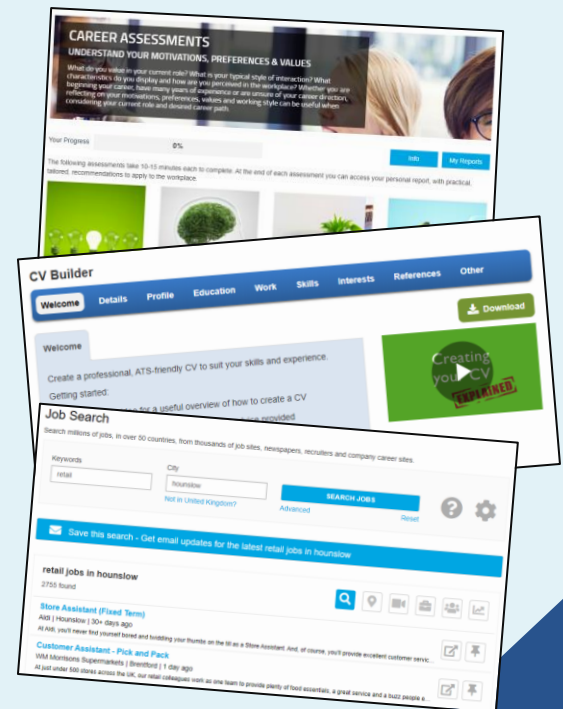 CAREER ASSESSMENTS
UNDERSTAND YOUR MOTIVATIONS, PREFERENCES & VALUES
What do you value in your current role? What is your typical style of interaction? What
characteristics do you display and how are you perceived in the workplace? Whether you are
beginning your career, have many years of experience or are unsure of your career direction,
reflecting on your motivations, preferences, values and working style can be useful when
considering your current role and desired career path.
Your Progress
0%
Info
My Reports
The following assessments take 10-15 minutes each to complete. At the end of each assessment you can access your personal report, with practical,
tailored, recommendations to apply to the workplace.
CV Builder
Welcome Details Profile Education Work Skills Interests References Other
Download
Welcome
Create a professional, ATS-friendly CV to suit your skills and experience.
Getting started:
for a useful overview of how to create a CV
are provided
Creating
your CV
EXPLAINED
Job Search
Search millions of jobs, in over 50 countries, from thousands of job sites, newspapers, recruiters and company career sites.
Keywords
City
retail
hounslow
SEARCH JOBS
Not in United Kingdom?
Advanced
Reset
Save this search - Get email updates for the latest retail jobs in hounslow
retail jobs in hounslow
2755 found
Store Assistant (Fixed Term)
Aldi | Hounslow | 30+ days ago
At Aldi, you'll never find yourself bored and twiddling your thumbs on the till as a Store Assistant. And, of course, you'll provide excellent customer servic...
Customer Assistant - Pick and Pack
WM Morrisons Supermarkets | Brentford | 1 day ago
At just under 500 stores across the UK, our retail colleagues work as one team to provide plenty of food essentials, a great service and a buzz people e...